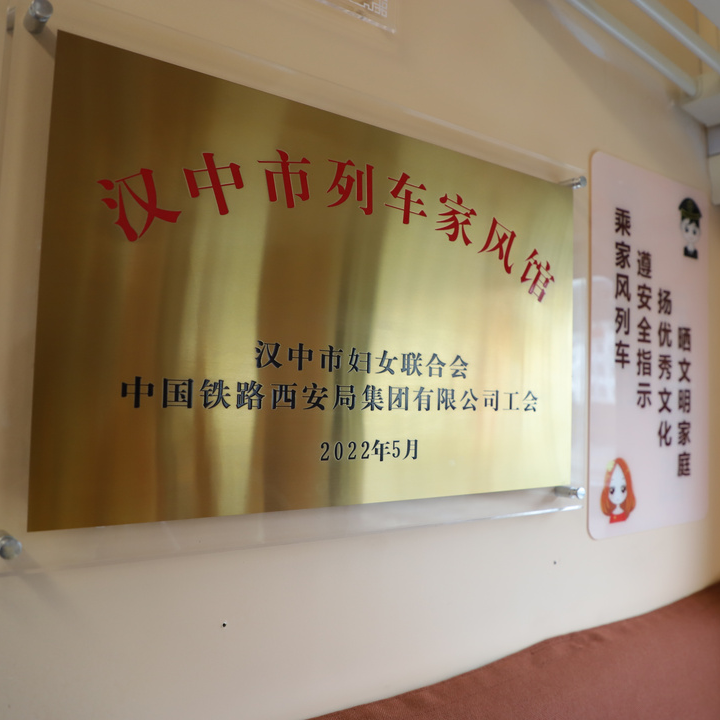 汉中市列车家风馆
汉中市妇女联合会
中国铁路西安局集团有限公司工会
2022年5月
乘家风列车
遵安全指示
扬优秀文化
晒文明家庭